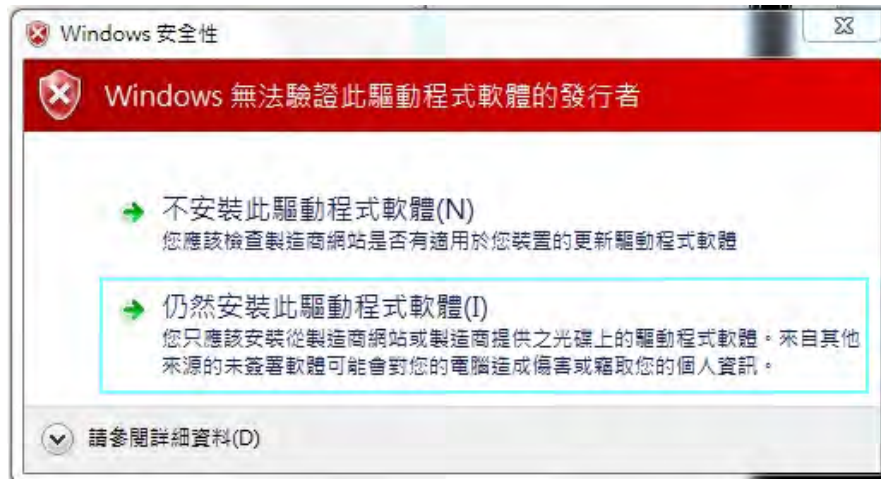 Windows 安全性
Windows 無法驗證此驅動程式軟體的發行者
不安裝此驅動程式軟體(N)
您應該檢查製造商網站是否有適用於您裝置的更新驅動程式軟體
仍然安裝此驅動程式軟體(I)
您只應該安裝從製造商網站或製造商提供之光碟上的驅動程式軟體。來自其他
來源的未簽署軟體可能會對您的電腦造成傷害或竊取您的個人資訊。
請參閱詳細資料(D)